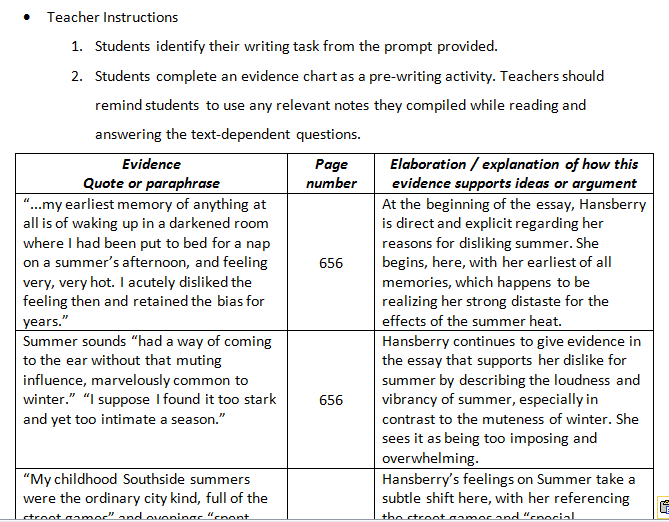 • Teacher Instructions
1. Students identify their writing task from the prompt provided.
2. Students complete an evidence chart as a pre-writing activity. Teachers should
remind students to use any relevant notes they compiled while reading and
answering the text-dependent questions.
Evidence
Quote or paraphrase
Page
number
Elaboration / explanation of how this
evidence supports ideas or argument
“...my earliest memory of anything at
all is of waking up in a darkened room
where I had been put to bed for a nap
on a summer’s afternoon, and feeling
very, very hot. I acutely disliked the
feeling then and retained the bias for
years.”
656
At the beginning of the essay, Hansberry
is direct and explicit regarding her
reasons for disliking summer. She
begins, here, with her earliest of all
memories, which happens to be
realizing her strong distaste for the
effects of the summer heat.
Summer sounds “had a way of coming
to the ear without that muting
influence, marvelously common to
winter.” “I suppose I found it too stark
and yet too intimate a season.”
656
Hansberry continues to give evidence in
the essay that supports her dislike for
summer by describing the loudness and
vibrancy of summer, especially in
contrast to the muteness of winter. She
sees it as being too imposing and
overwhelming.
“My childhood Southside summers
were the ordinary city kind, full of the
street games” and evenings “spent
Hansberry’s feelings on Summer take a
subtle shift here, with her referencing
the street games and “special